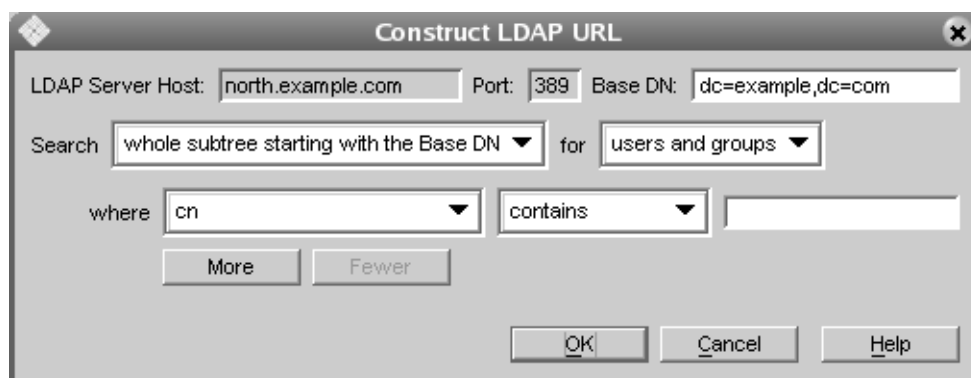 Construct LDAP URL
LDAP Server Host: north.example.com Port: 389 Base DN: dc=example,dc=com
Search whole subtree starting with the Base DN for users and groups
where cn contains
More Fewer
OK Cancel Help